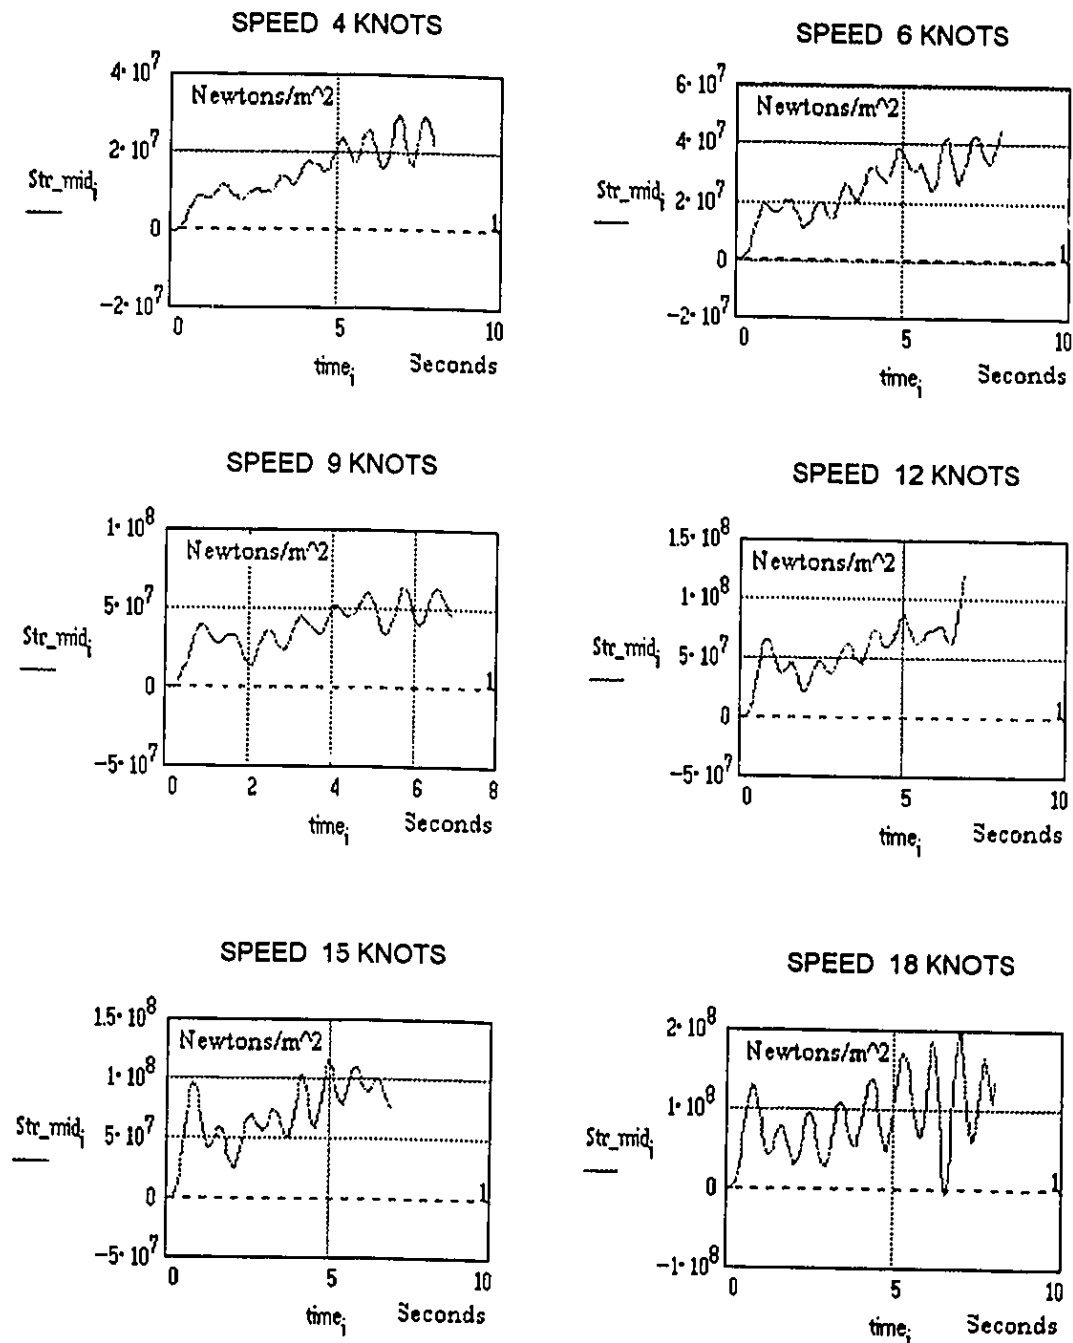 SPEED 4 KNOTS
4· 10^7
Newtons/m^2
2· 10^7
Str_mid_i
0
1
−2· 10^7
0 5 10
time_i Seconds
SPEED 6 KNOTS
6· 10^7
Newtons/m^2
4· 10^7
Str_mid_i
2· 10^7
0
1
−2· 10^7
0 5 10
time_i Seconds
SPEED 9 KNOTS
1· 10^8
Newtons/m^2
5· 10^7
Str_mid_i
0
1
−5· 10^7
0 2 4 6 8
time_i Seconds
SPEED 12 KNOTS
1.5· 10^8
Newtons/m^2
1· 10^8
Str_mid_i
5· 10^7
0
1
−5· 10^7
0 5 10
time_i Seconds
SPEED 15 KNOTS
1.5· 10^8
Newtons/m^2
1· 10^8
Str_mid_i
5· 10^7
0
1
−5· 10^7
0 5 10
time_i Seconds
SPEED 18 KNOTS
2· 10^8
Newtons/m^2
1· 10^8
Str_mid_i
0
1
−1· 10^8
0 5 10
time_i Seconds